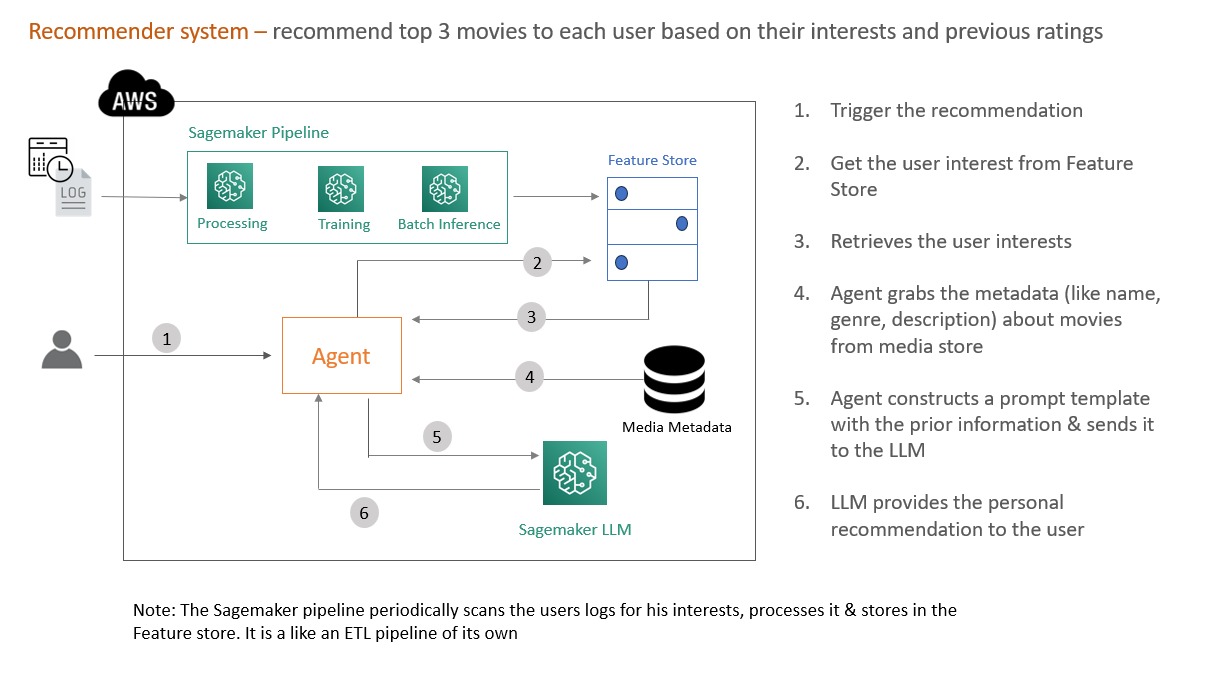 Recommender system – recommend top 3 movies to each user based on their interests and previous ratings
AWS
LOG
Sagemaker Pipeline
Processing
Training
Batch Inference
Feature Store
2
3
1
Agent
4
Media Metadata
5
6
Sagemaker LLM
1. Trigger the recommendation
2. Get the user interest from Feature
Store
3. Retrieves the user interests
4. Agent grabs the metadata (like name,
genre, description) about movies
from media store
5. Agent constructs a prompt template
with the prior information & sends it
to the LLM
6. LLM provides the personal
recommendation to the user
Note: The Sagemaker pipeline periodically scans the users logs for his interests, processes it & stores in the
Feature store. It is a like an ETL pipeline of its own